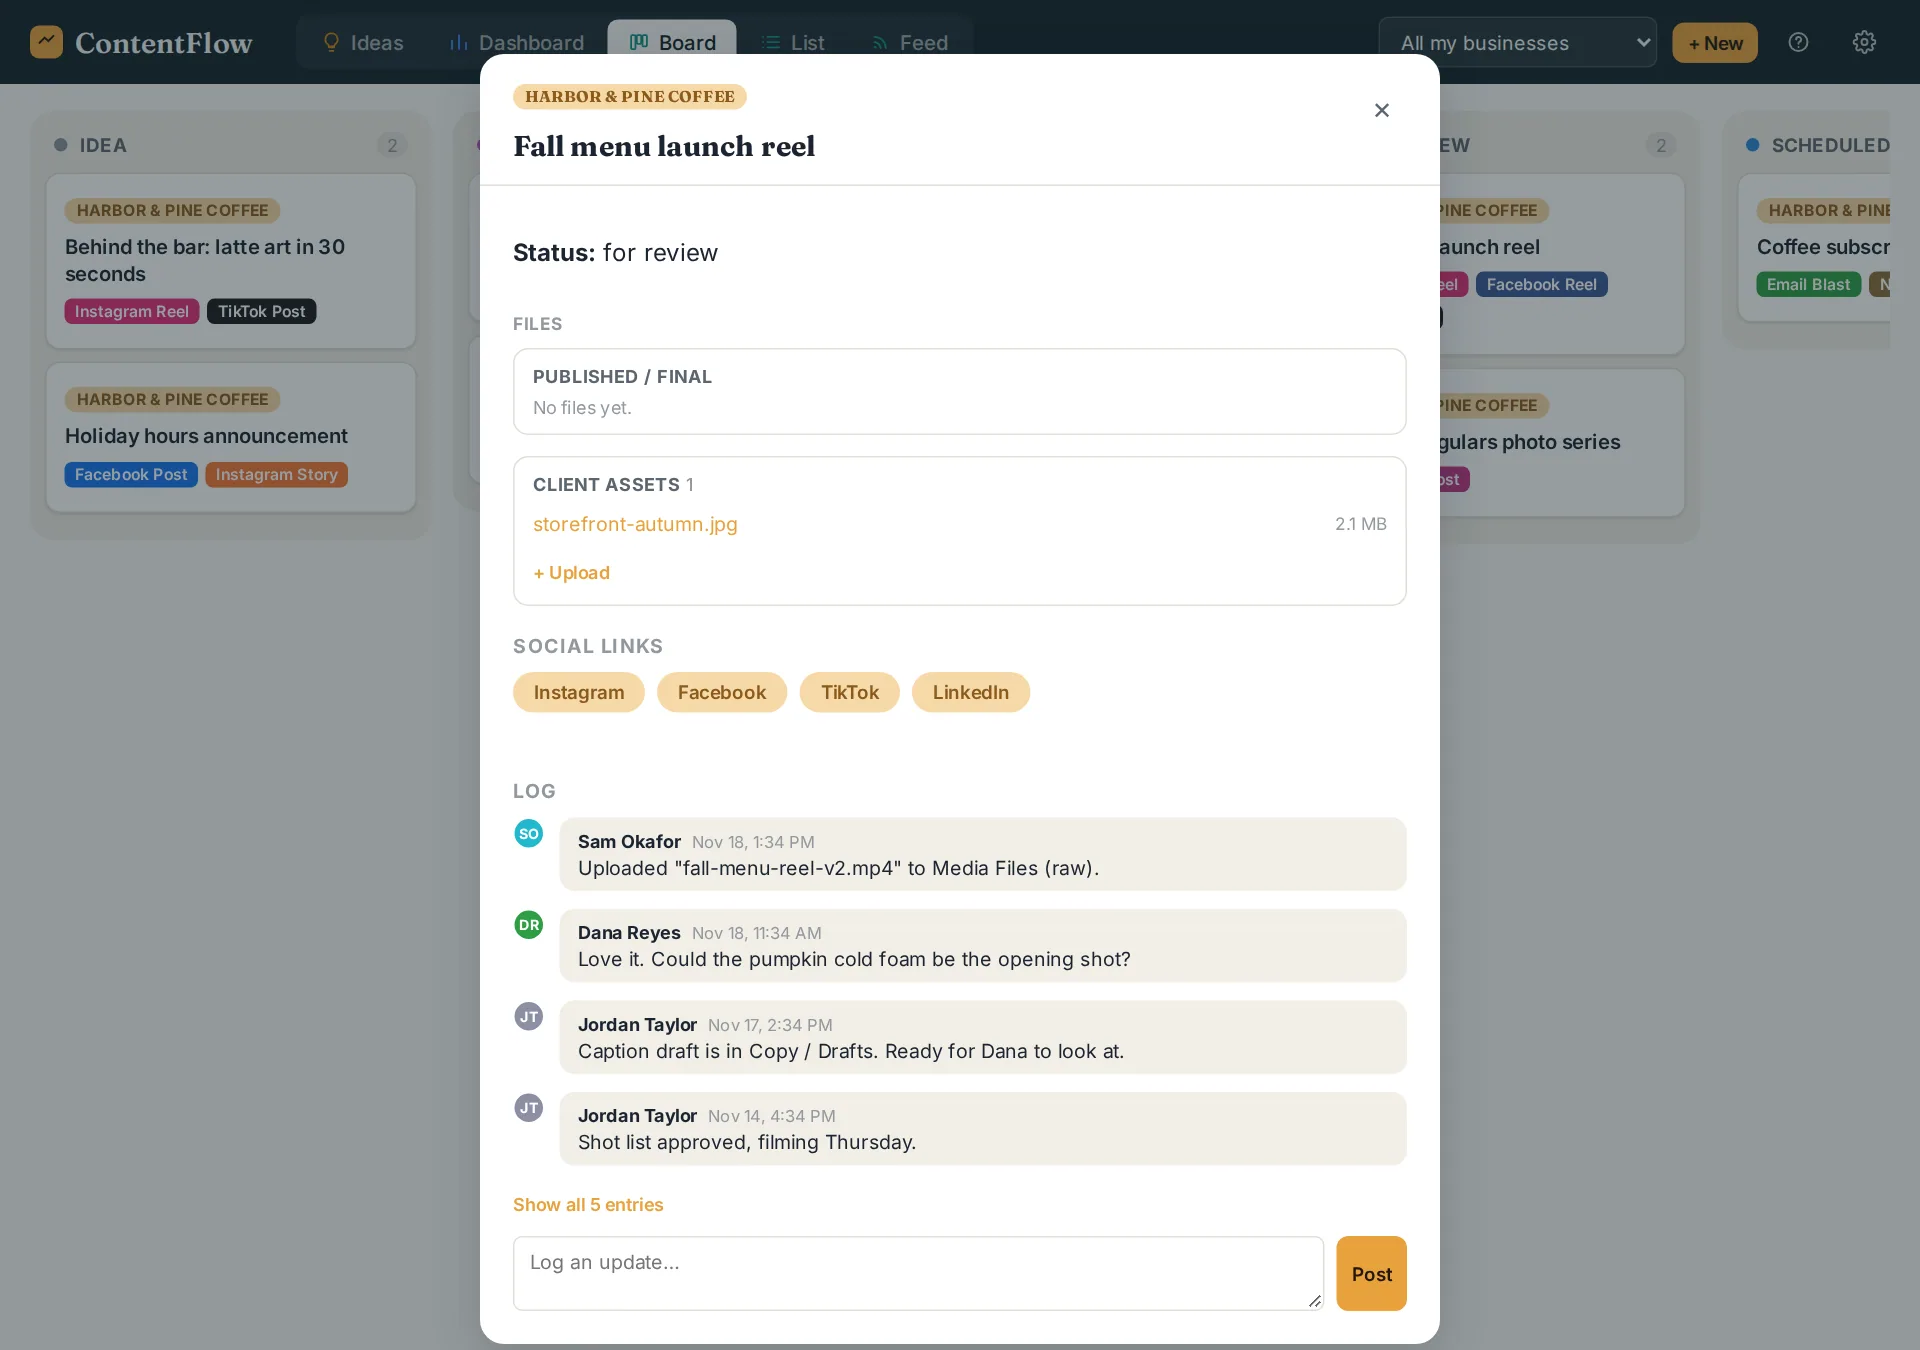 ContentFlow
Ideas
Dashboard
Board
List
Feed
All my businesses
+ New
IDEA
2
HARBOR & PINE COFFEE
Behind the bar: latte art in 30
seconds
Instagram Reel
TikTok Post
HARBOR & PINE COFFEE
Holiday hours announcement
Facebook Post
Instagram Story
HARBOR & PINE COFFEE
Fall menu launch reel
Status: for review
FILES
PUBLISHED / FINAL
No files yet.
CLIENT ASSETS 1
storefront-autumn.jpg
2.1 MB
+ Upload
SOCIAL LINKS
Instagram
Facebook
TikTok
LinkedIn
LOG
SO
Sam Okafor Nov 18, 1:34 PM
Uploaded "fall-menu-reel-v2.mp4" to Media Files (raw).
DR
Dana Reyes Nov 18, 11:34 AM
Love it. Could the pumpkin cold foam be the opening shot?
JT
Jordan Taylor Nov 17, 2:34 PM
Caption draft is in Copy / Drafts. Ready for Dana to look at.
JT
Jordan Taylor Nov 14, 4:34 PM
Shot list approved, filming Thursday.
Show all 5 entries
Log an update...
Post
2
COFFEE
reel
Facebook Reel
COFFEE
photo series
SCHEDULED
HARBOR & PINE
Coffee
Email Blast